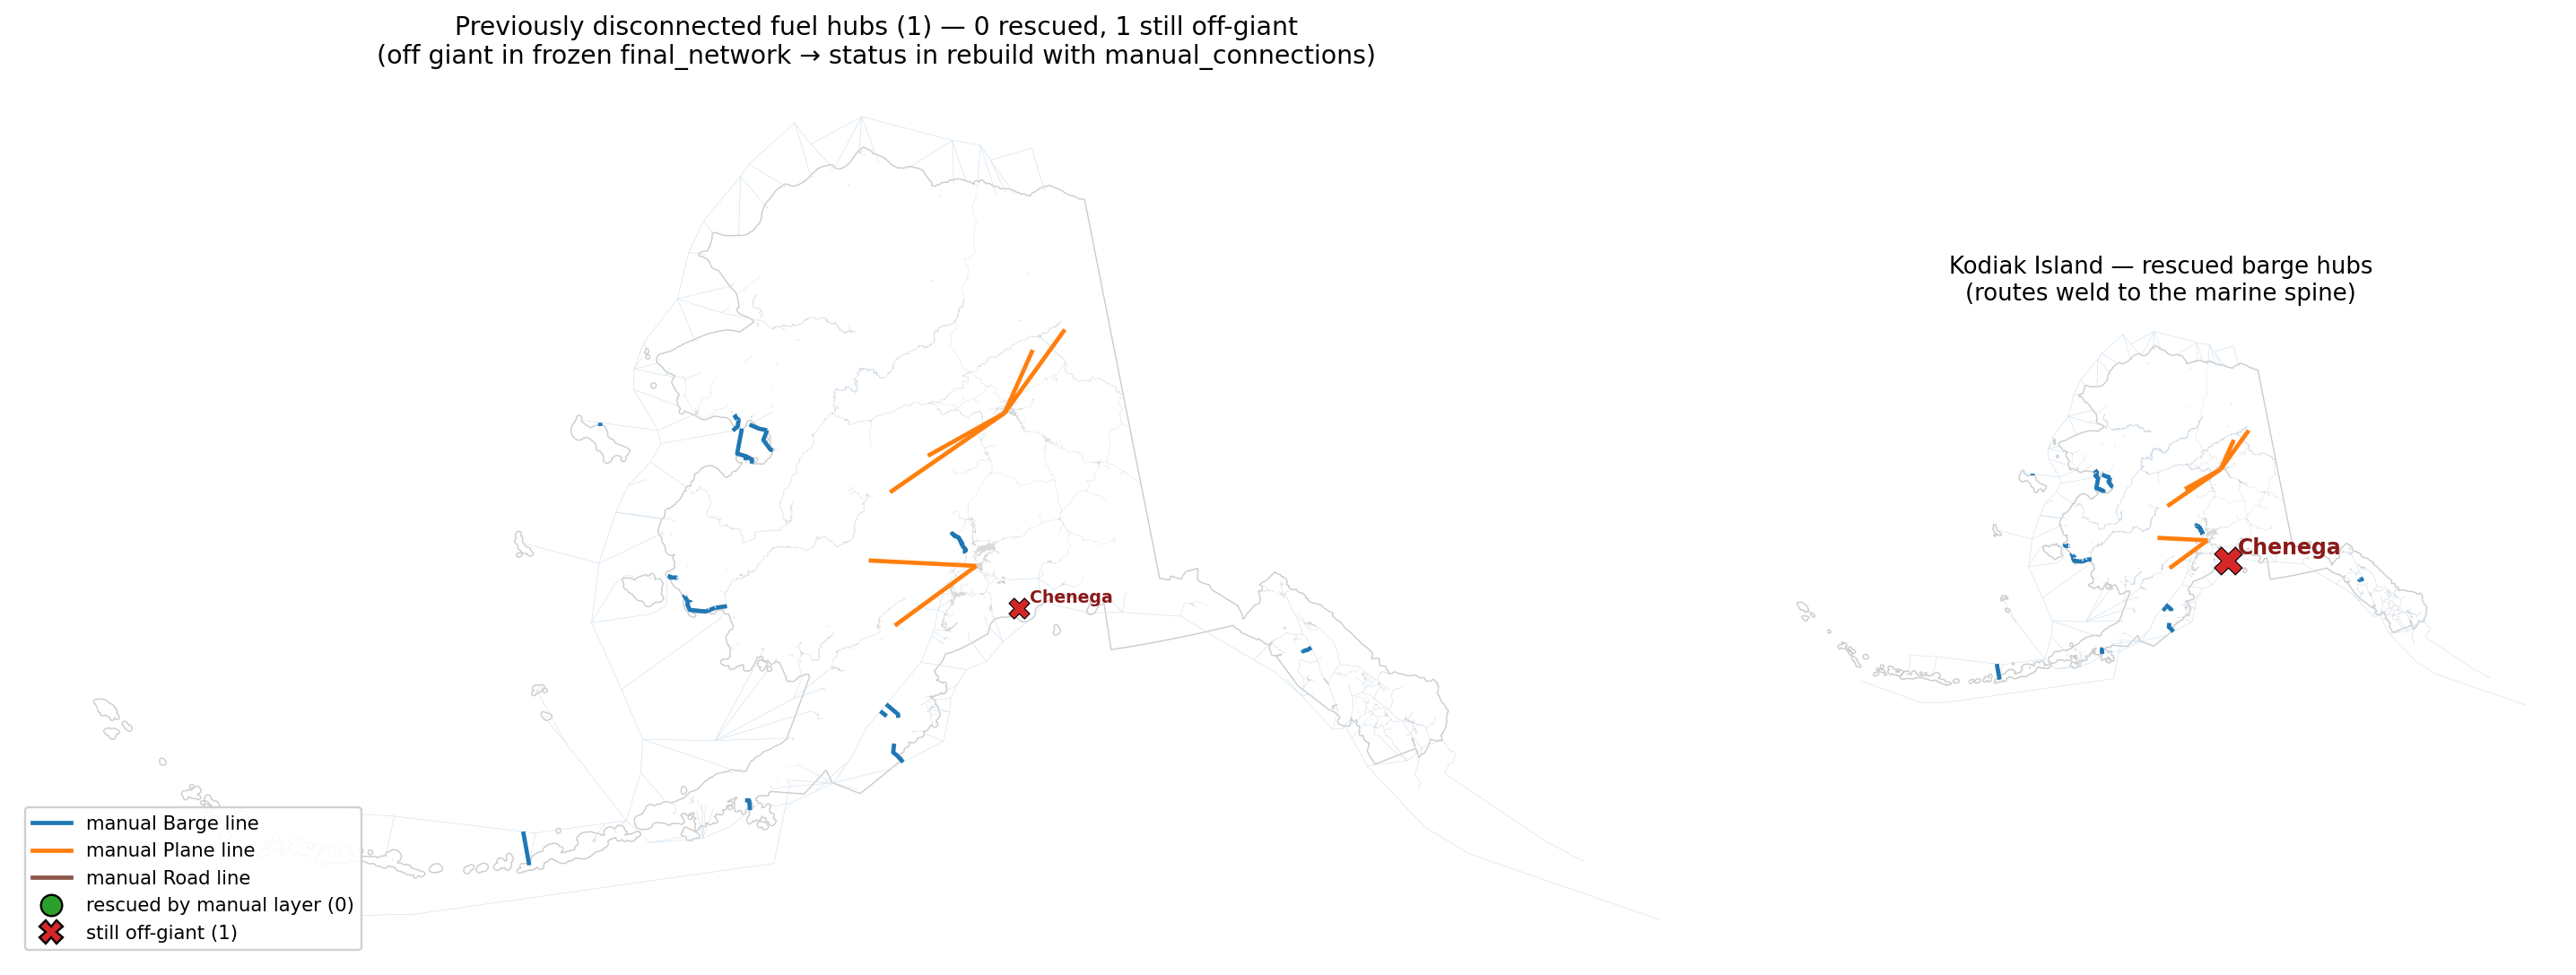 Previously disconnected fuel hubs (1) — 0 rescued, 1 still off-giant
(off giant in frozen final_network → status in rebuild with manual_connections)
Kodiak Island — rescued barge hubs
(routes weld to the marine spine)
Chenega
Chenega
manual Barge line
manual Plane line
manual Road line
rescued by manual layer (0)
still off-giant (1)